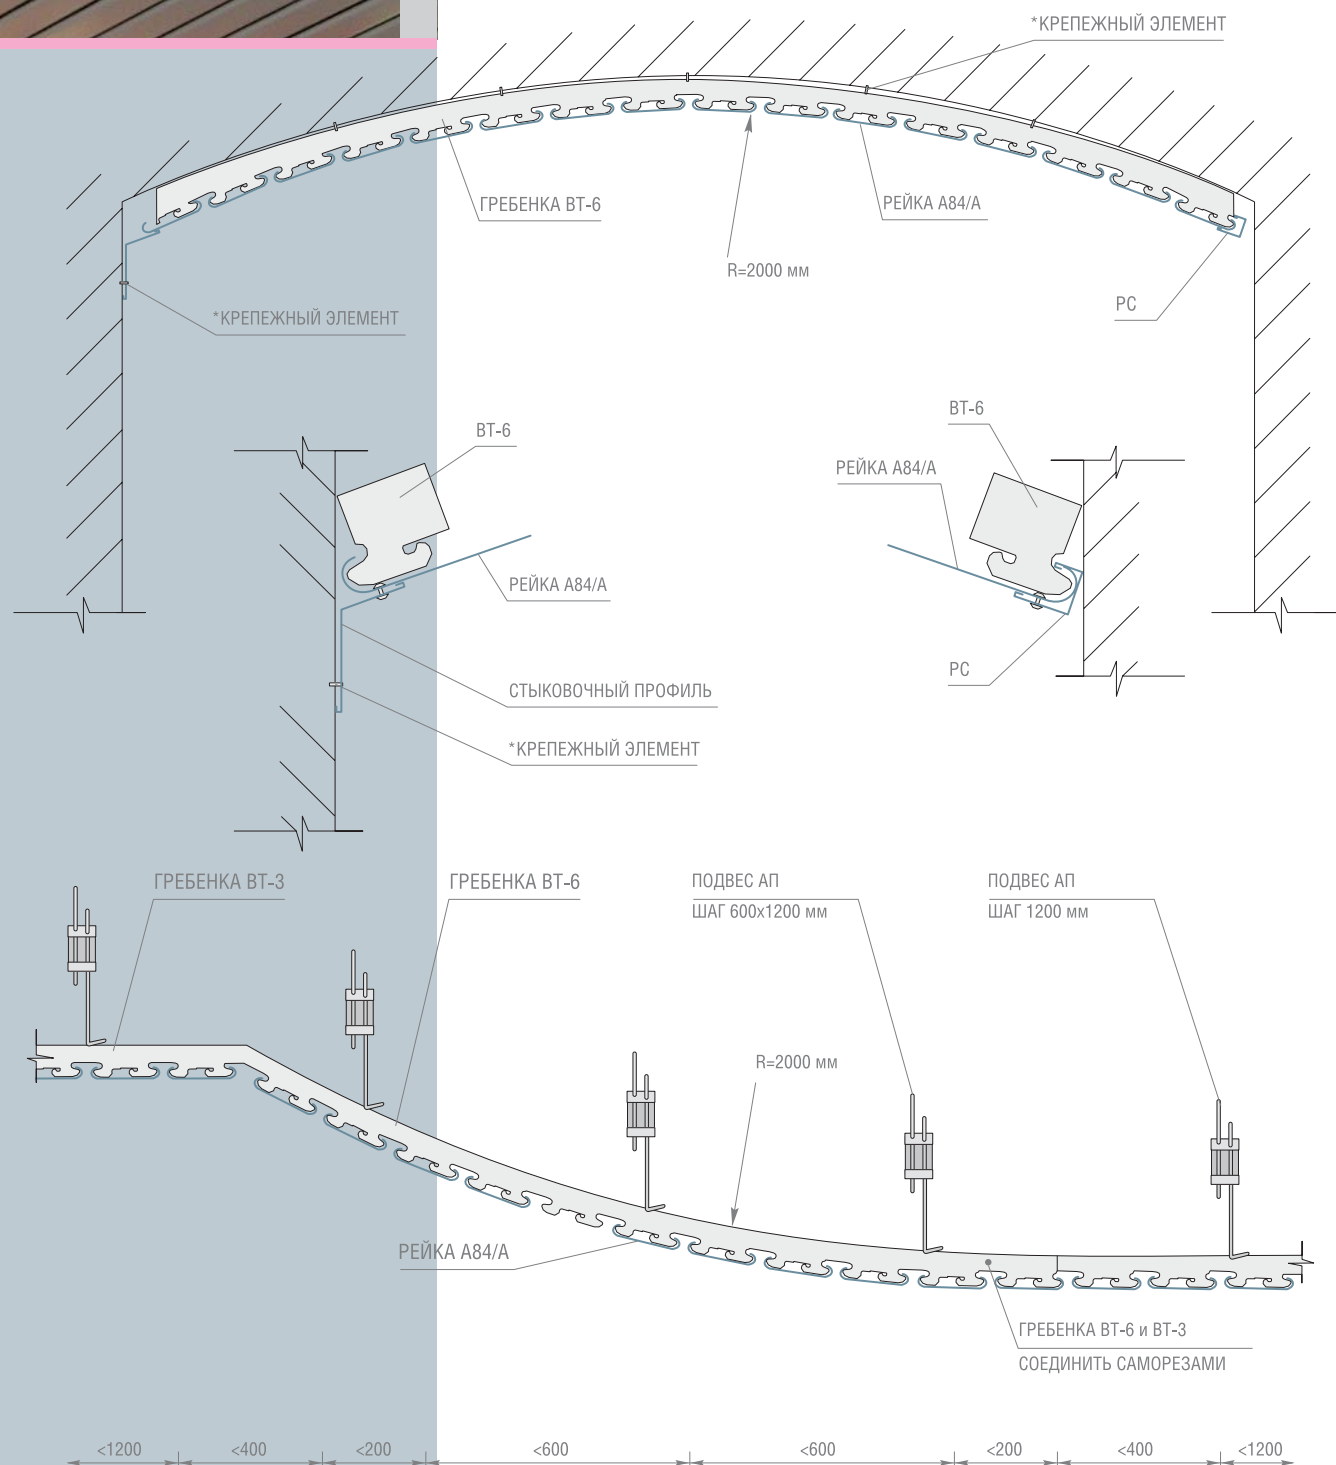 *КРЕПЕЖНЫЙ ЭЛЕМЕНТ
ГРЕБЕНКА ВТ-6
РЕЙКА А84/А
R=2000 мм
РС
*КРЕПЕЖНЫЙ ЭЛЕМЕНТ
ВТ-6
ВТ-6
РЕЙКА А84/А
РЕЙКА А84/А
РС
СТЫКОВОЧНЫЙ ПРОФИЛЬ
*КРЕПЕЖНЫЙ ЭЛЕМЕНТ
ГРЕБЕНКА ВТ-3
ГРЕБЕНКА ВТ-6
ПОДВЕС АП
ШАГ 600х1200 мм
ПОДВЕС АП
ШАГ 1200 мм
R=2000 мм
РЕЙКА А84/А
ГРЕБЕНКА ВТ-6 и ВТ-3
СОЕДИНИТЬ САМОРЕЗАМИ
<1200 <400 <200 <600 <600 <200 <400 <1200